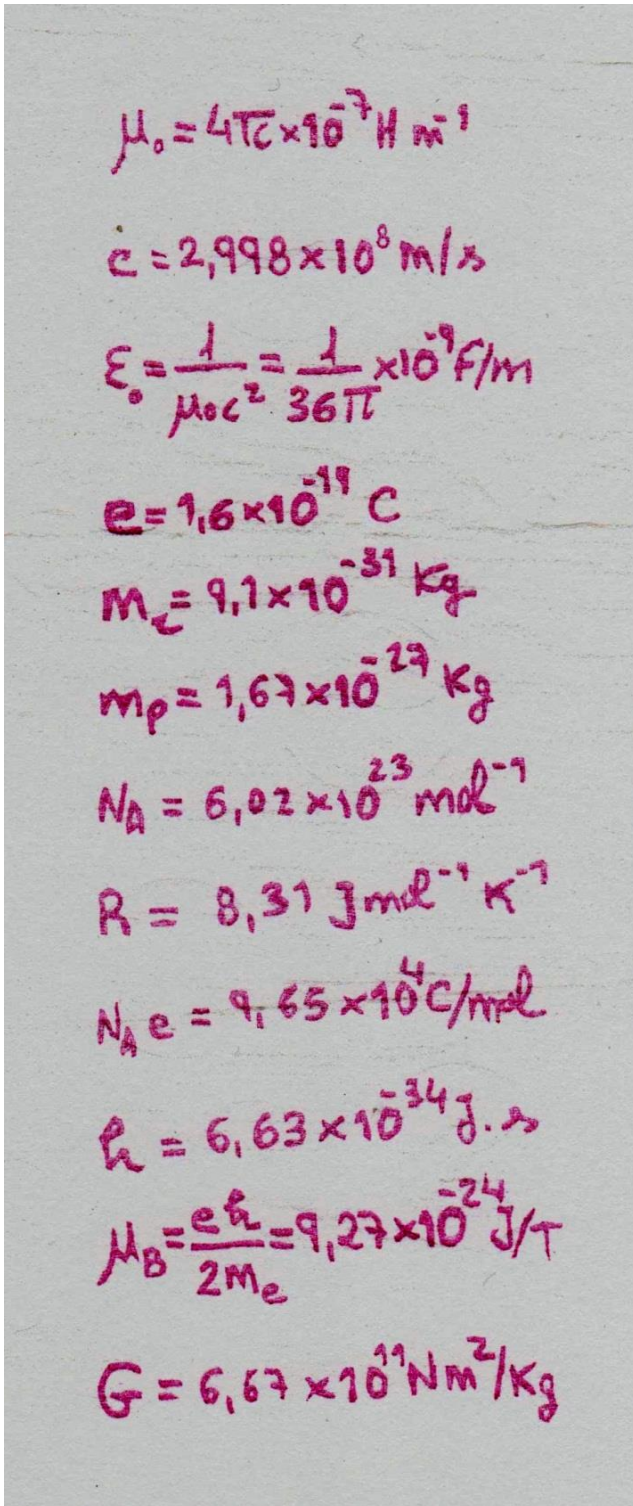 μ₀ = 4π×10⁻⁷ H m⁻¹
c = 2,998×10⁸ m/s
ε₀ = 1/μ₀c² = 1/36π ×10⁻⁹ F/m
e = 1,6×10⁻¹⁹ C
mₑ = 9,1×10⁻³¹ Kg
mₚ = 1,67×10⁻²⁷ Kg
N_A = 6,02×10²³ mol⁻¹
R = 8,31 J mol⁻¹ K⁻¹
N_A e = 9,65×10⁴ C/mol
h = 6,63×10⁻³⁴ J.s
μ_B = eħ/2mₑ = 9,27×10⁻²⁴ J/T
G = 6,67×10¹¹ Nm²/Kg